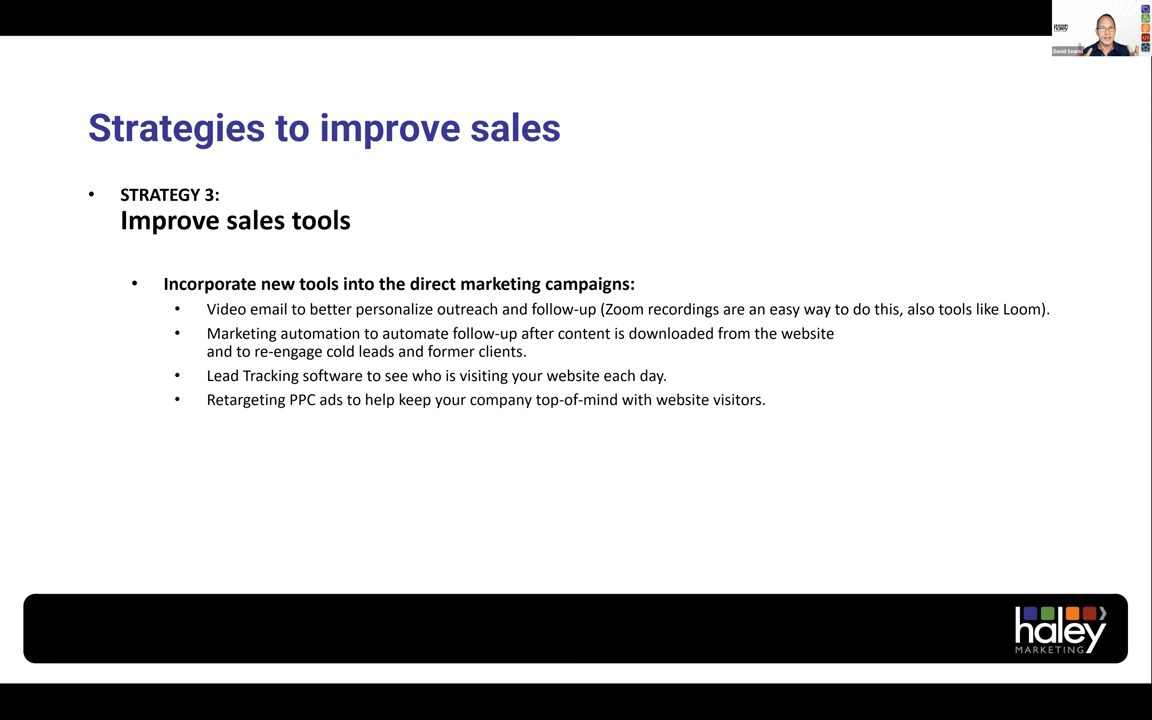 haley
David Searns
Strategies to improve sales
• STRATEGY 3:
Improve sales tools
• Incorporate new tools into the direct marketing campaigns:
• Video email to better personalize outreach and follow-up (Zoom recordings are an easy way to do this, also tools like Loom).
• Marketing automation to automate follow-up after content is downloaded from the website
and to re-engage cold leads and former clients.
• Lead Tracking software to see who is visiting your website each day.
• Retargeting PPC ads to help keep your company top-of-mind with website visitors.
haley
MARKETING